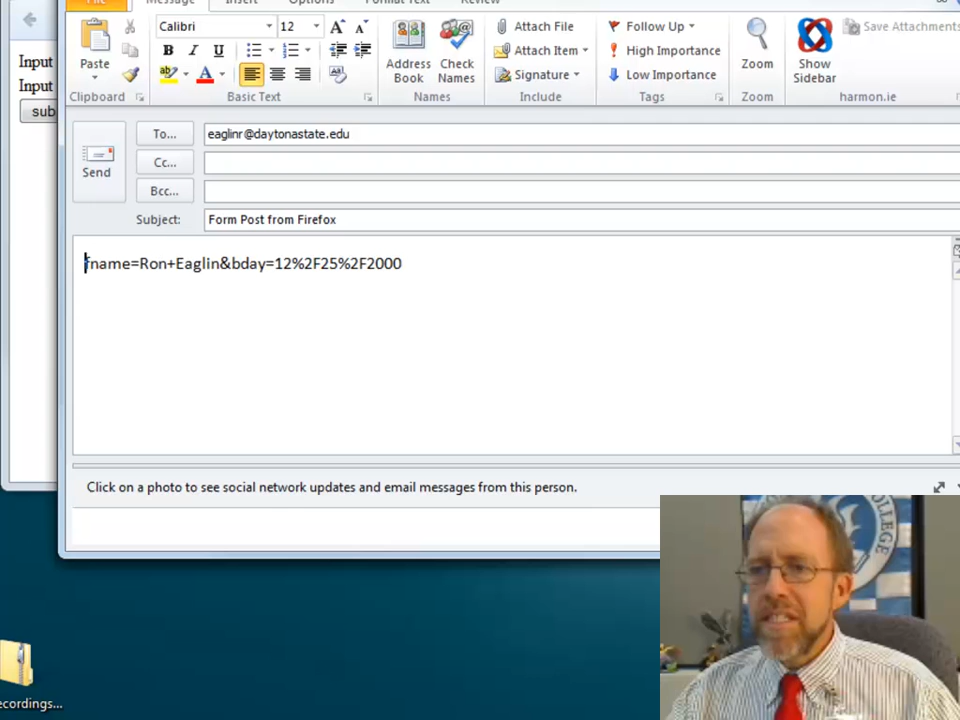 File Message Insert Options Format Text Review
Input
Input
sub
Paste
Clipboard
Calibri 12
Basic Text
Address Book
Check Names
Names
Attach File
Attach Item
Signature
Include
Follow Up
High Importance
Low Importance
Tags
Zoom
Zoom
Show Sidebar
Save Attachments
harmon.ie
Send
To... eaglinr@daytonastate.edu
Cc...
Bcc...
Subject: Form Post from Firefox
fname=Ron+Eaglin&bday=12%2F25%2F2000
Click on a photo to see social network updates and email messages from this person.
ecordings...
COLLEGE